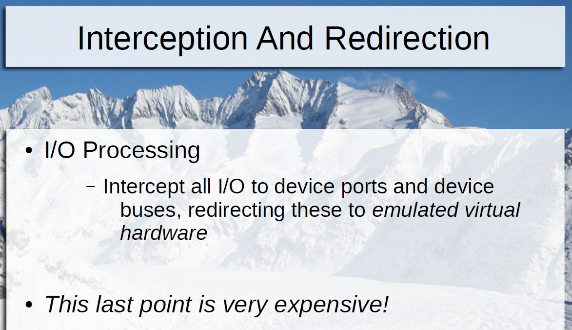 Interception And Redirection
• I/O Processing
– Intercept all I/O to device ports and device
buses, redirecting these to emulated virtual
hardware
• This last point is very expensive!